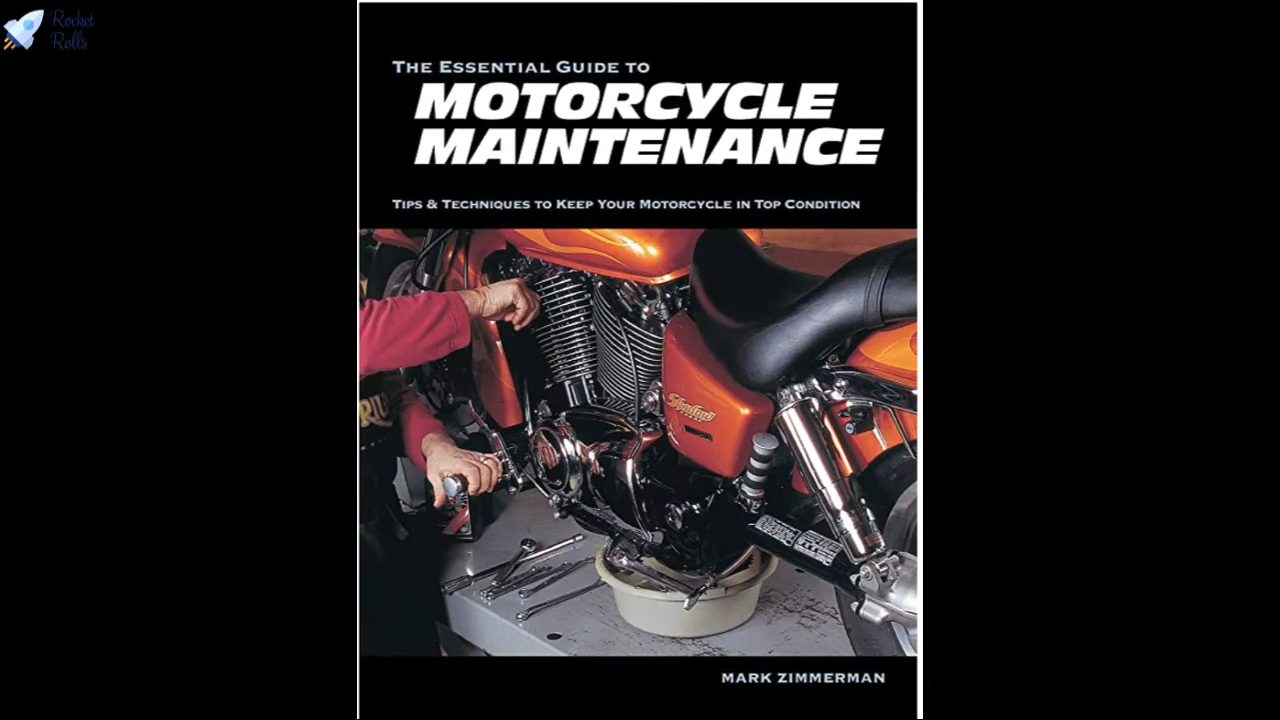 Rocket
Rolls
THE ESSENTIAL GUIDE TO
MOTORCYCLE
MAINTENANCE
TIPS & TECHNIQUES TO KEEP YOUR MOTORCYCLE IN TOP CONDITION
Shadow
MARK ZIMMERMAN